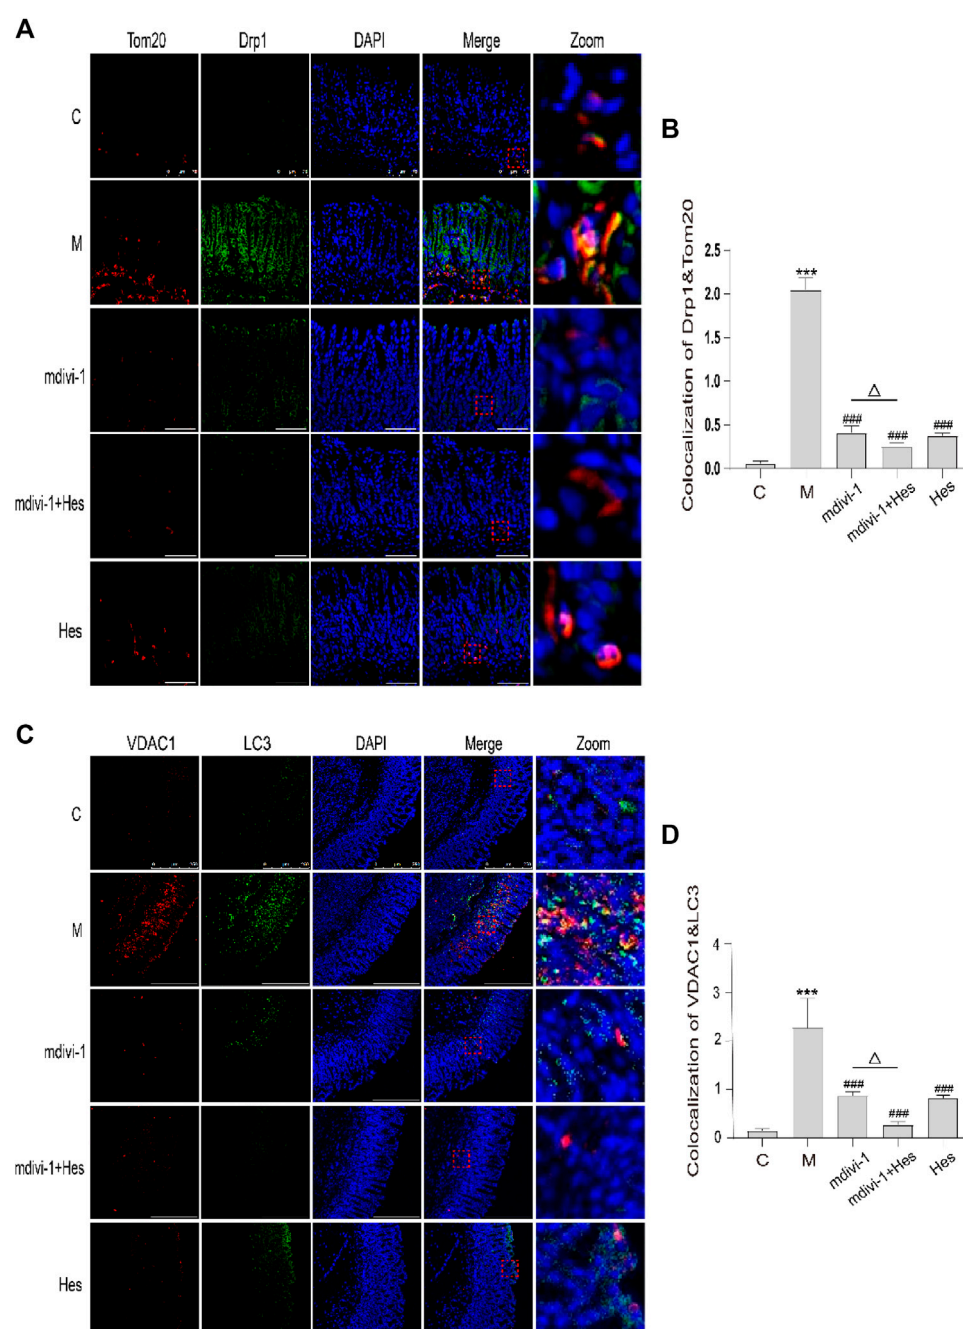 A
Tom20 Drp1 DAPI Merge Zoom
C
M
mdivi-1
mdivi-1+Hes
Hes
B
Colocalization of Drp1&Tom20
2.5
2.0
1.5
1.0
0.5
0.0
***
###
△
###
###
C M mdivi-1 mdivi-1+Hes Hes
C
VDAC1 LC3 DAPI Merge Zoom
C
M
mdivi-1
mdivi-1+Hes
Hes
D
Colocalization of VDAC1&LC3
4
3
2
1
0
***
###
△
###
###
C M mdivi-1 mdivi-1+Hes Hes